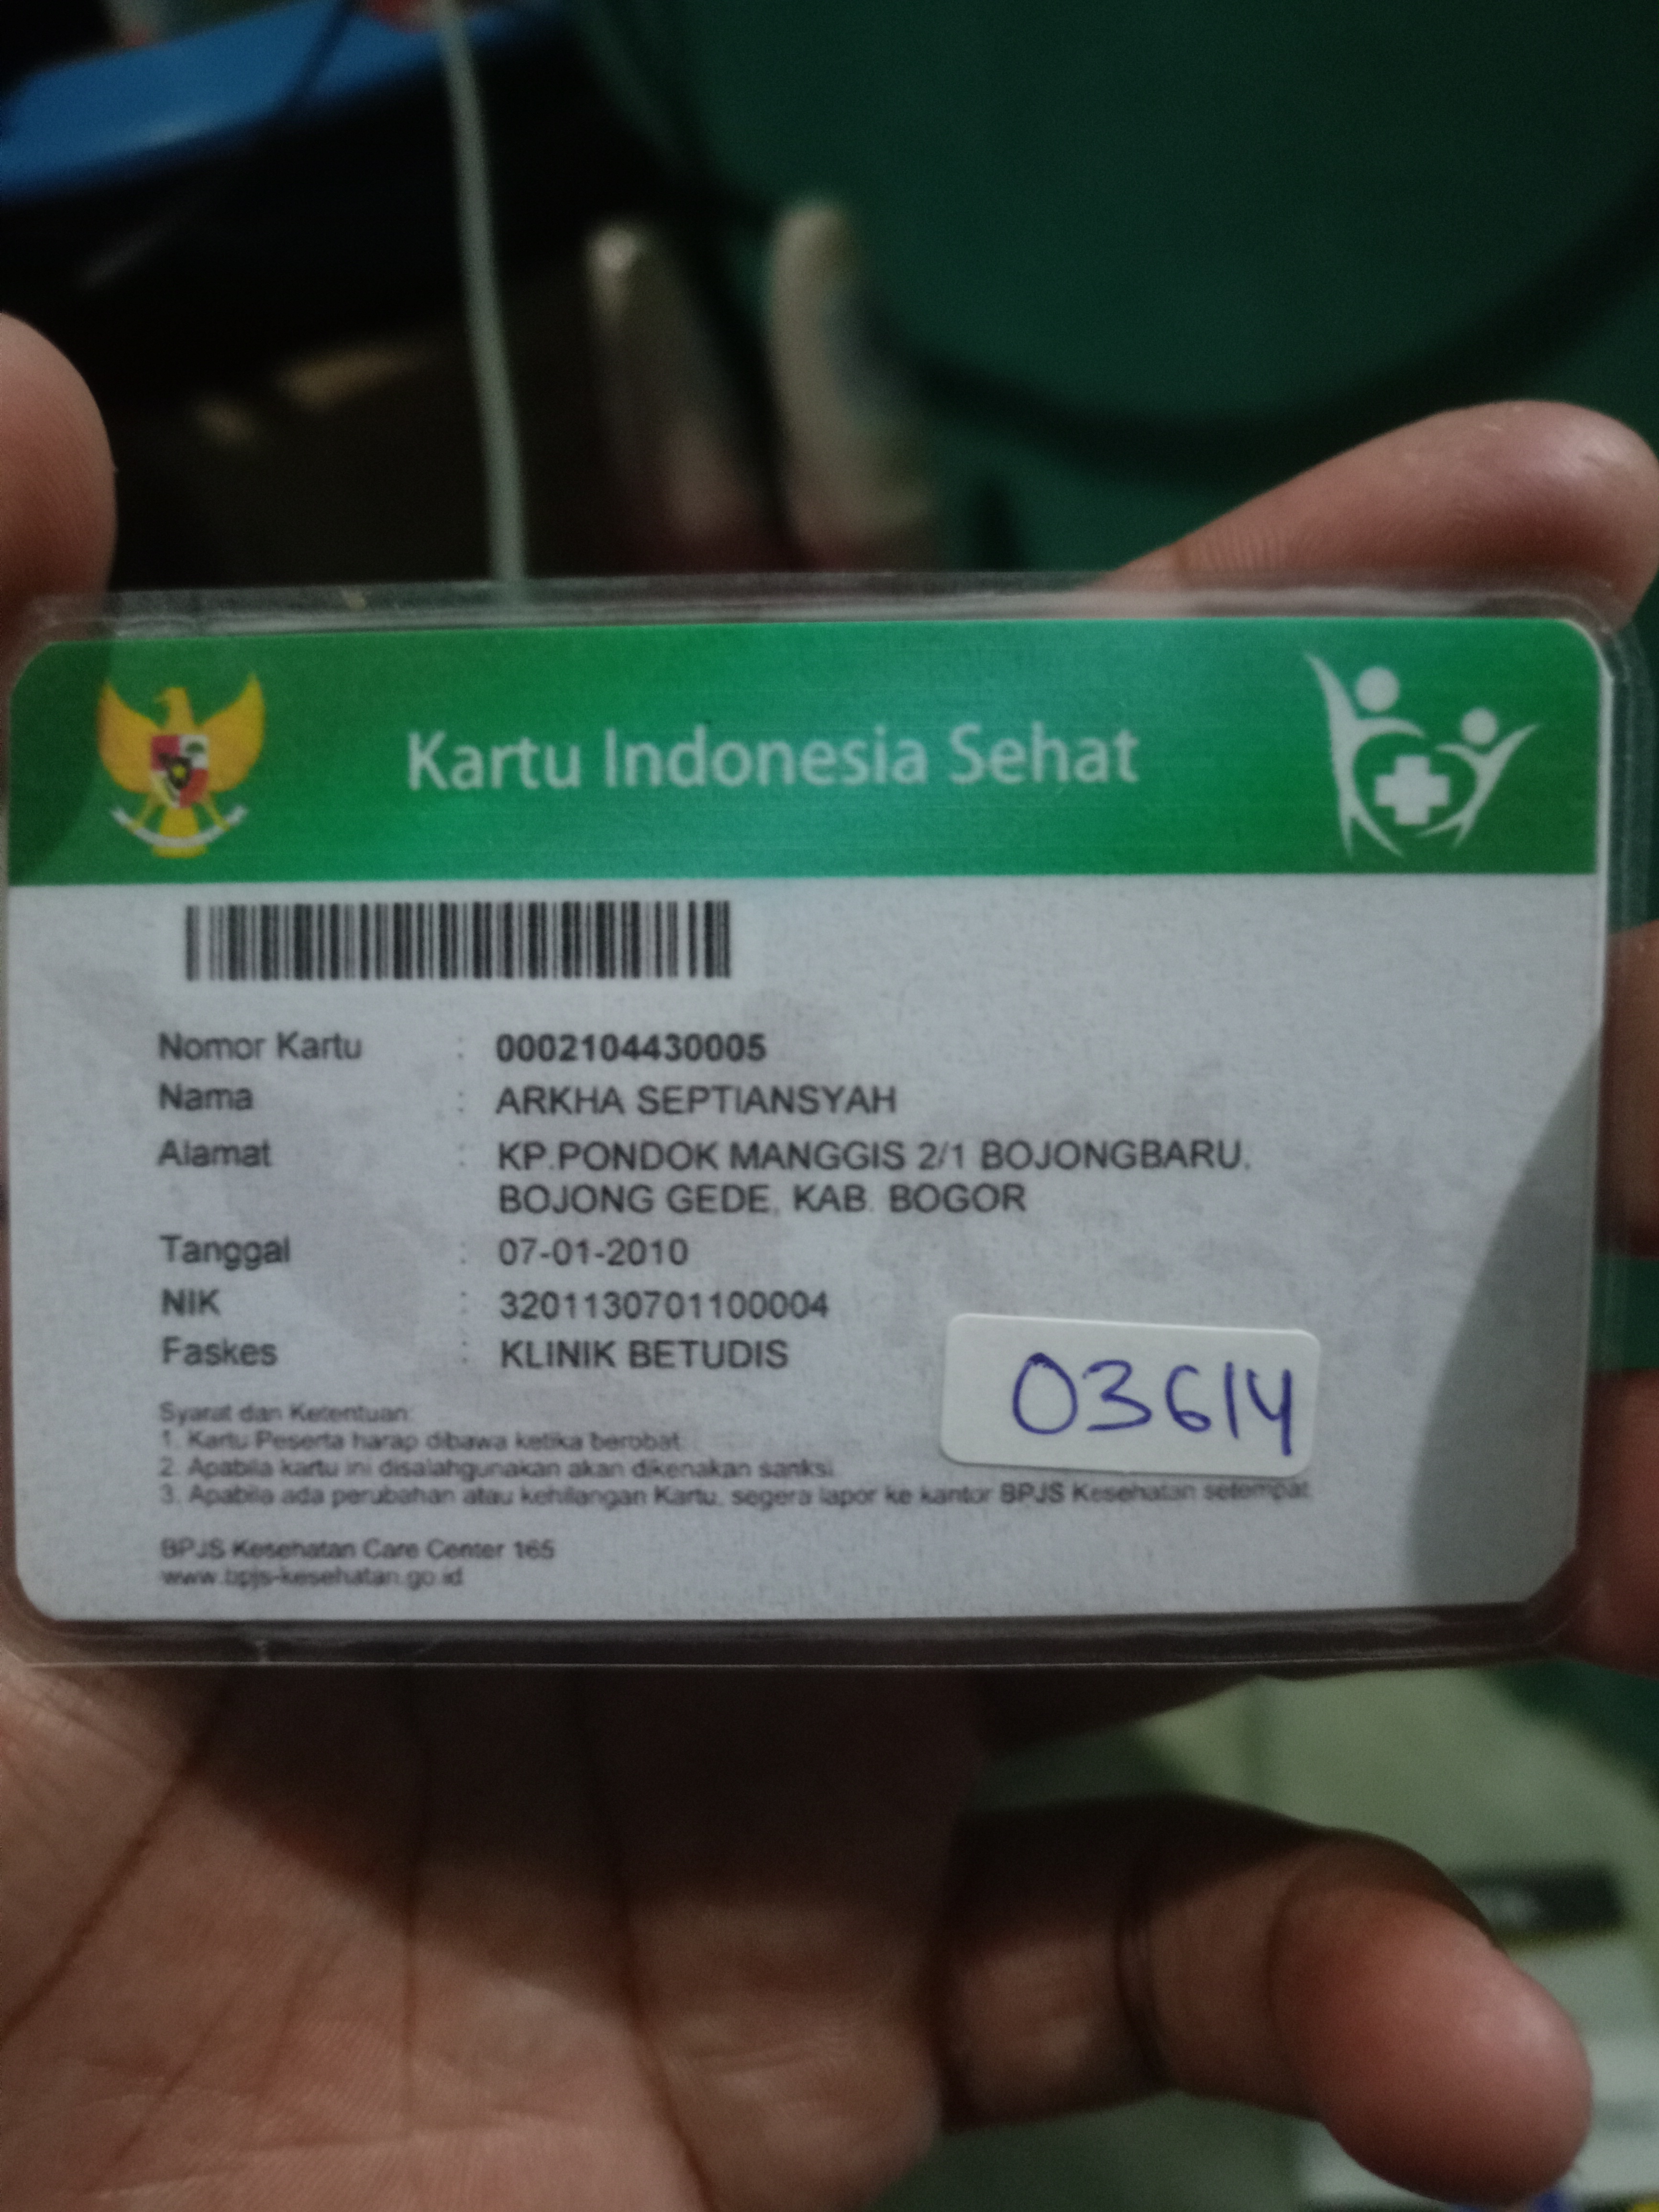 Kartu Indonesia Sehat
Nomor Kartu : 0002104430005
Nama : ARKHA SEPTIANSYAH
Alamat : KP.PONDOK MANGGIS 2/1 BOJONGBARU,
BOJONG GEDE, KAB. BOGOR
Tanggal : 07-01-2010
NIK : 3201130701100004
Faskes : KLINIK BETUDIS
03614
Syarat dan Ketentuan:
1. Kartu Peserta harap dibawa ketika berobat.
2. Apabila kartu ini disalahgunakan akan dikenakan sanksi.
3. Apabila ada perubahan atau kehilangan Kartu, segera lapor ke kantor BPJS Kesehatan setempat.
BPJS Kesehatan Care Center 165
www.bpjs-kesehatan.go.id